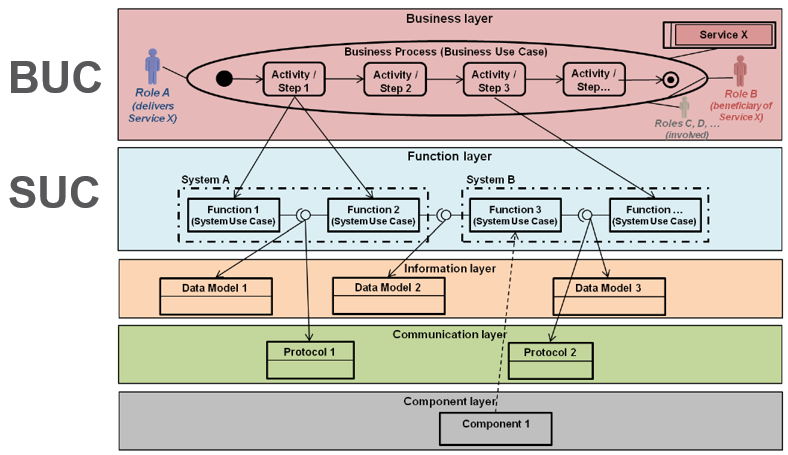 BUC
SUC
Business layer
Business Process (Business Use Case)
Service X
Role A
(delivers
Service X)
Activity /
Step 1
Activity /
Step 2
Activity /
Step 3
Activity /
Step…
Role B
(beneficiary of
Service X)
Roles C, D, …
(involved)
Function layer
System A
System B
Function 1
(System Use Case)
Function 2
(System Use Case)
Function 3
(System Use Case)
Function …
(System Use Case)
Information layer
Data Model 1
Data Model 2
Data Model 3
Communication layer
Protocol 1
Protocol 2
Component layer
Component 1